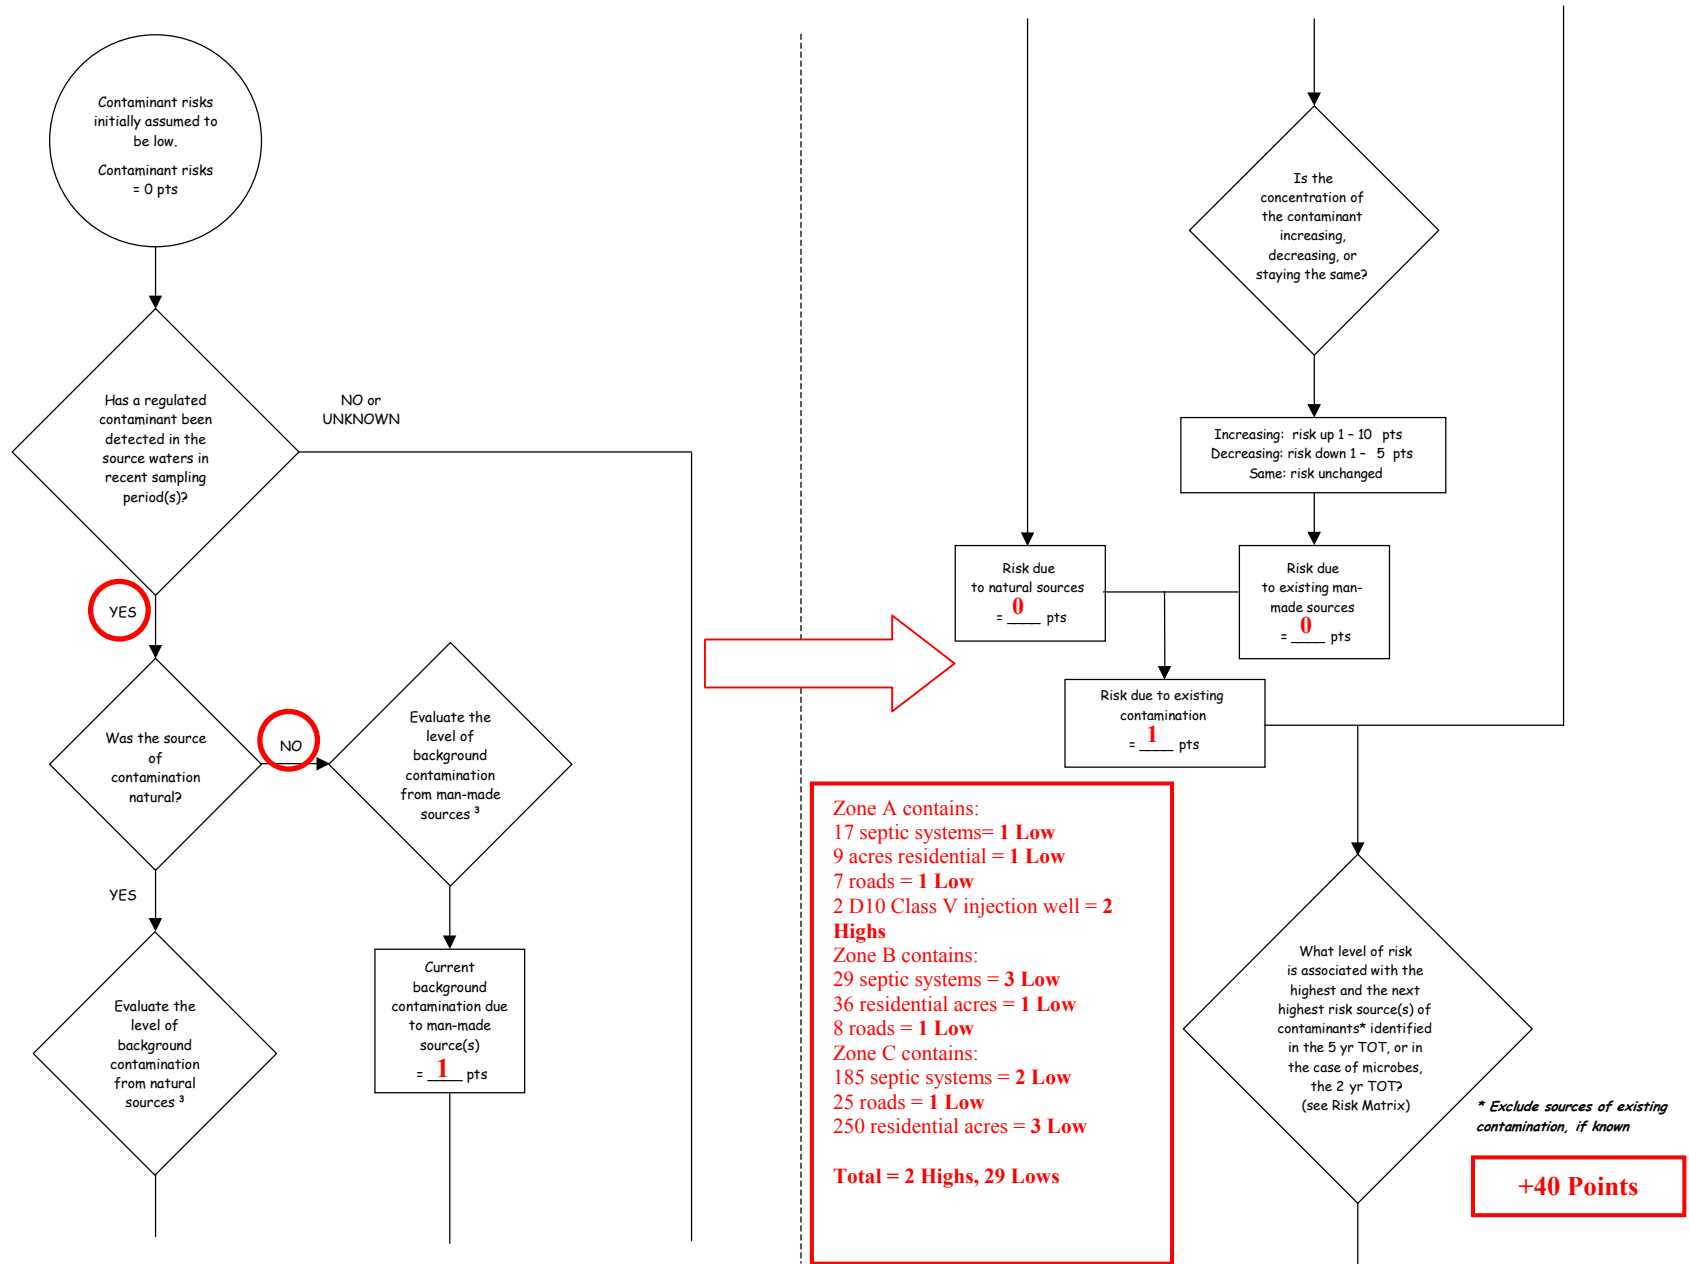 Contaminant risks
initially assumed to
be low.
Contaminant risks
= 0 pts
Has a regulated
contaminant been
detected in the
source waters in
recent sampling
period(s)?
NO or
UNKNOWN
YES
Was the source
of
contamination
natural?
NO
Evaluate the
level of
background
contamination
from man-made
sources ³
YES
Evaluate the
level of
background
contamination
from natural
sources ³
Current
background
contamination due
to man-made
source(s)
= __1__ pts
Is the
concentration of
the contaminant
increasing,
decreasing, or
staying the same?
Increasing: risk up 1 – 10 pts
Decreasing: risk down 1 – 5 pts
Same: risk unchanged
Risk due
to natural sources
= __0__ pts
Risk due
to existing man-
made sources
= __0__ pts
Risk due to existing
contamination
= __1__ pts
Zone A contains:
17 septic systems= 1 Low
9 acres residential = 1 Low
7 roads = 1 Low
2 D10 Class V injection well = 2
Highs
Zone B contains:
29 septic systems = 3 Low
36 residential acres = 1 Low
8 roads = 1 Low
Zone C contains:
185 septic systems = 2 Low
25 roads = 1 Low
250 residential acres = 3 Low
Total = 2 Highs, 29 Lows
What level of risk
is associated with the
highest and the next
highest risk source(s) of
contaminants* identified
in the 5 yr TOT, or in
the case of microbes,
the 2 yr TOT?
(see Risk Matrix)
* Exclude sources of existing
contamination, if known
+40 Points